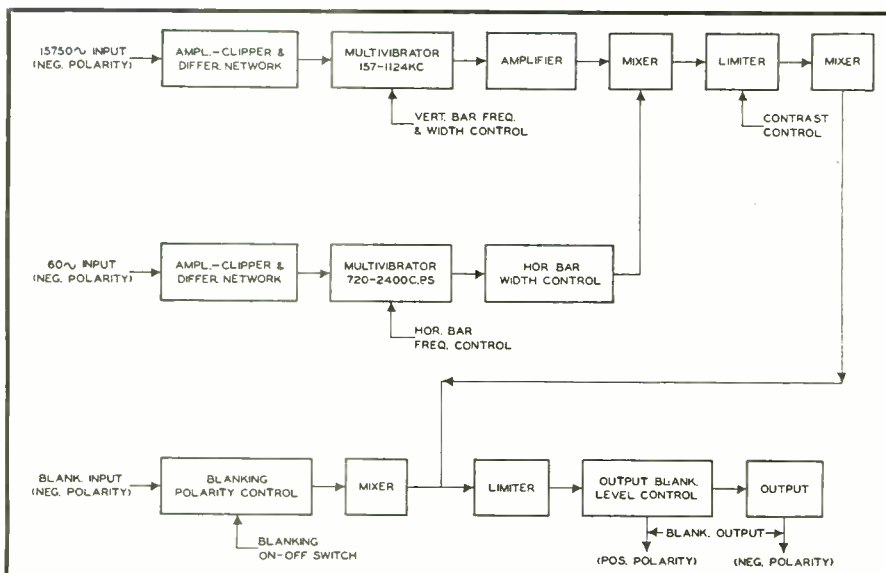 15750~ INPUT
(NEG. POLARITY)
AMPL.-CLIPPER &
DIFFER. NETWORK
MULTIVIBRATOR
157-1124KC
AMPLIFIER
MIXER
LIMITER
MIXER
VERT. BAR FREQ.
& WIDTH CONTROL
CONTRAST
CONTROL
60~ INPUT
(NEG. POLARITY)
AMPL.-CLIPPER &
DIFFER. NETWORK
MULTIVIBRATOR
720-2400C.P.S
HOR BAR
WIDTH CONTROL
HOR. BAR
FREQ. CONTROL
BLANK. INPUT
(NEG. POLARITY)
BLANKING
POLARITY CONTROL
MIXER
LIMITER
OUTPUT BLANK.
LEVEL CONTROL
OUTPUT
BLANKING
ON-OFF SWITCH
BLANK. OUTPUT
(POS. POLARITY)
(NEG. POLARITY)